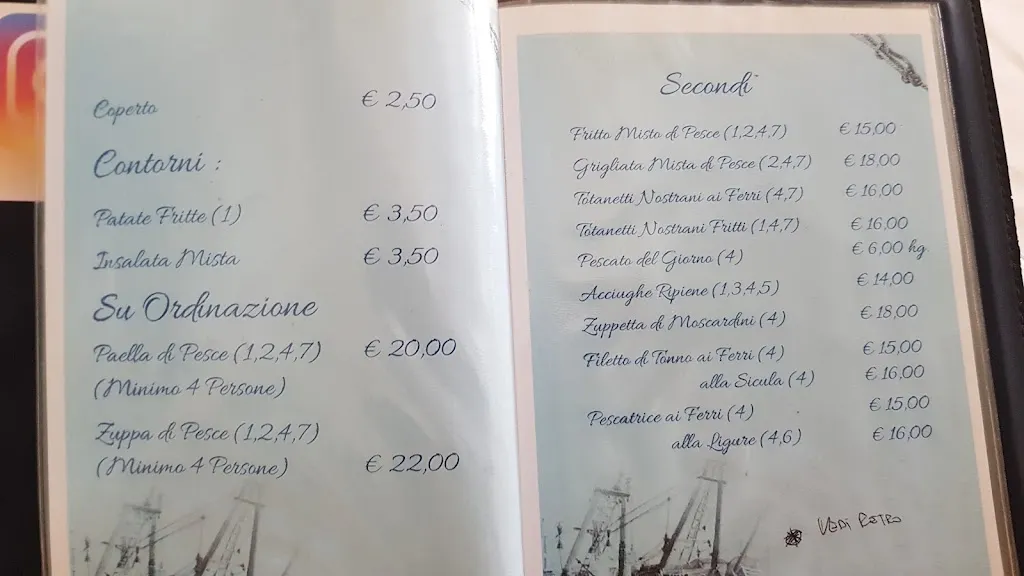 Coperto € 2,50
Contorni :
Patate Fritte (1) € 3,50
Insalata Mista € 3,50
Su Ordinazione
Paella di Pesce (1,2,4,7) € 20,00
(Minimo 4 Persone)
Zuppa di Pesce (1,2,4,7)
(Minimo 4 Persone) € 22,00
Secondi
Fritto Misto di Pesce (1,2,4,7) € 15,00
Grigliata Mista di Pesce (2,4,7) € 18,00
Totanetti Nostrani ai Ferri (4,7) € 16,00
Totanetti Nostrani Fritti (1,4,7) € 16,00
Pescato del Giorno (4) € 6,00 hg.
Acciughe Ripiene (1,3,4,5) € 14,00
Zuppetta di Moscardini (4) € 18,00
Filetto di Tonno ai Ferri (4) € 15,00
alla Sicula (4) € 16,00
Pescatrice ai Ferri (4) € 15,00
alla Ligure (4,6) € 16,00
VEDI RETRO